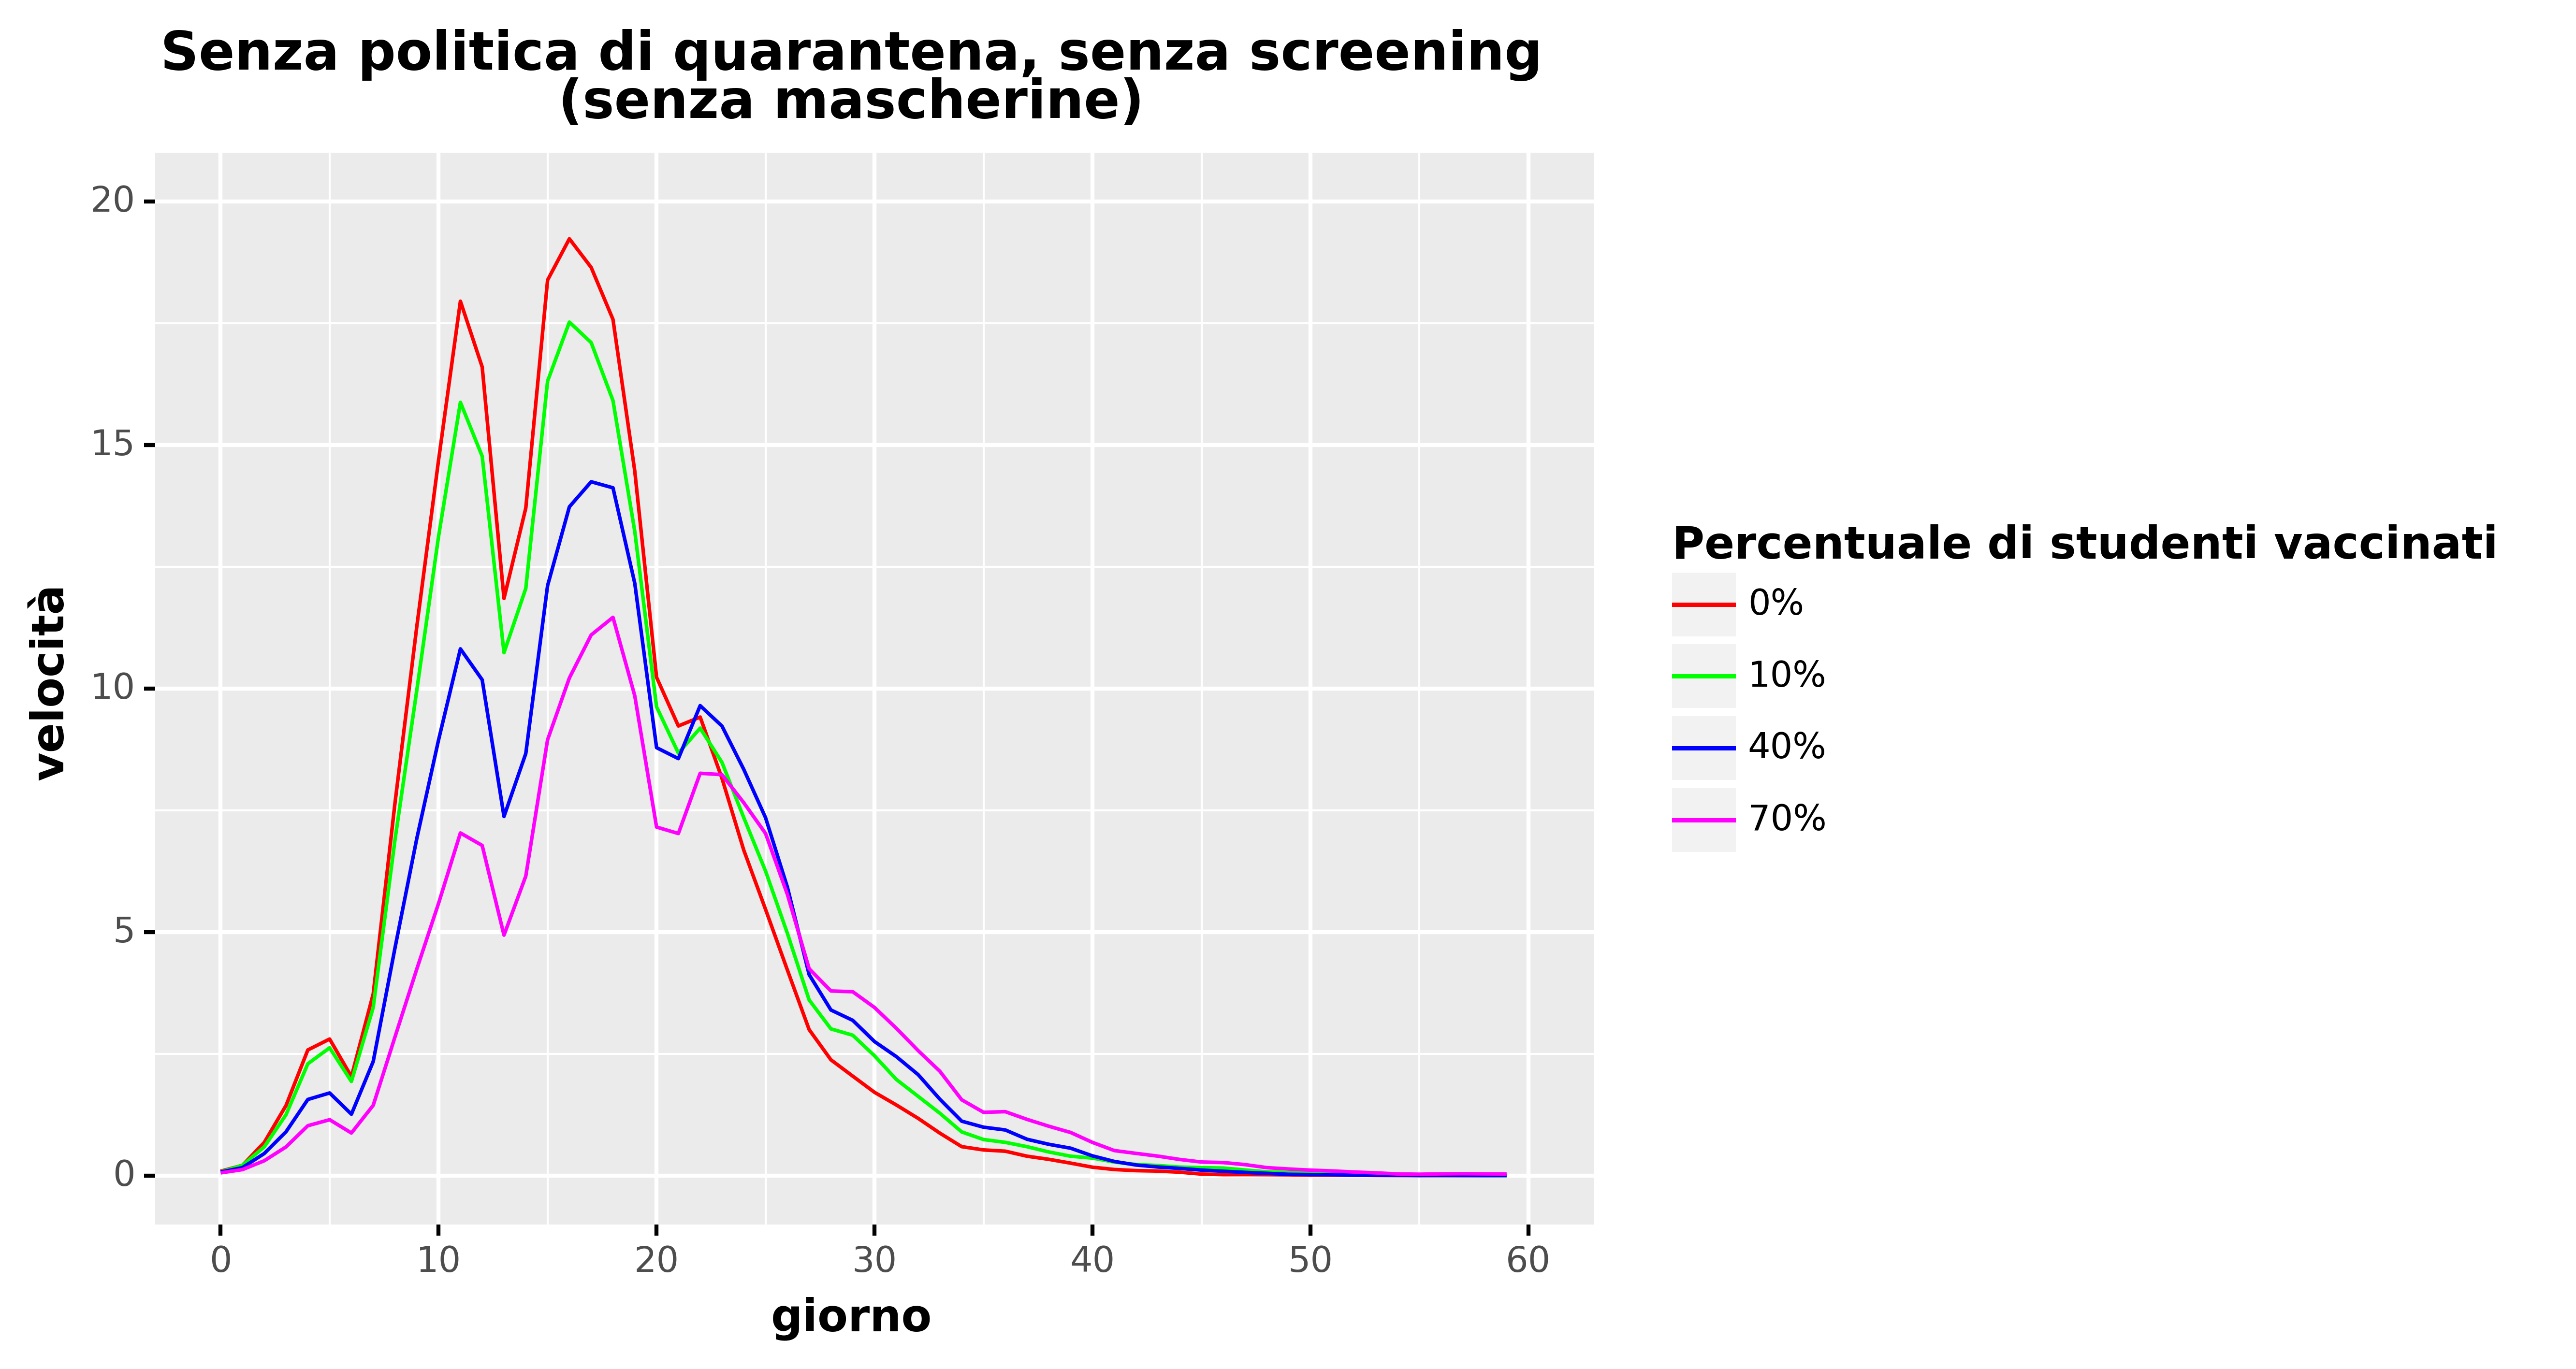 Senza politica di quarantena, senza screening
(senza mascherine)
velocità
20
15
10
5
0
0 10 20 30 40 50 60
giorno
Percentuale di studenti vaccinati
0%
10%
40%
70%